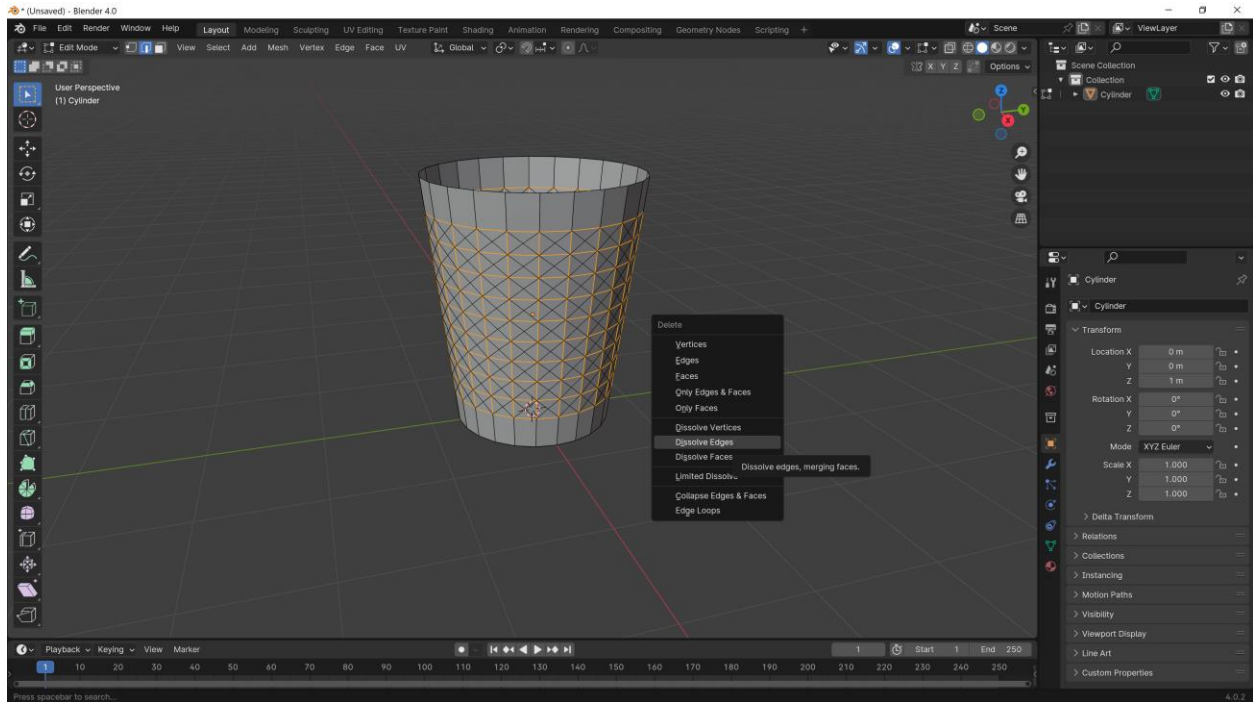 * (Unsaved) - Blender 4.0
File Edit Render Window Help Layout Modeling Sculpting UV Editing Texture Paint Shading Animation Rendering Compositing Geometry Nodes Scripting + Scene ViewLayer
Edit Mode View Select Add Mesh Vertex Edge Face UV Global
X Y Z Options
User Perspective
(1) Cylinder
Z
Y
X
Scene Collection
Collection
Cylinder
Delete
Vertices
Edges
Faces
Only Edges & Faces
Only Faces
Dissolve Vertices
Dissolve Edges
Dissolve Faces
Dissolve edges, merging faces.
Limited Dissolve
Collapse Edges & Faces
Edge Loops
Cylinder
Cylinder
Transform
Location X 0 m
Y 0 m
Z 1 m
Rotation X 0°
Y 0°
Z 0°
Mode XYZ Euler
Scale X 1.000
Y 1.000
Z 1.000
Delta Transform
Relations
Collections
Instancing
Motion Paths
Visibility
Viewport Display
Line Art
Custom Properties
Playback Keying View Marker 1 Start 1 End 250
1 10 20 30 40 50 60 70 80 90 100 110 120 130 140 150 160 170 180 190 200 210 220 230 240 250
Press spacebar to search... 4.0.2